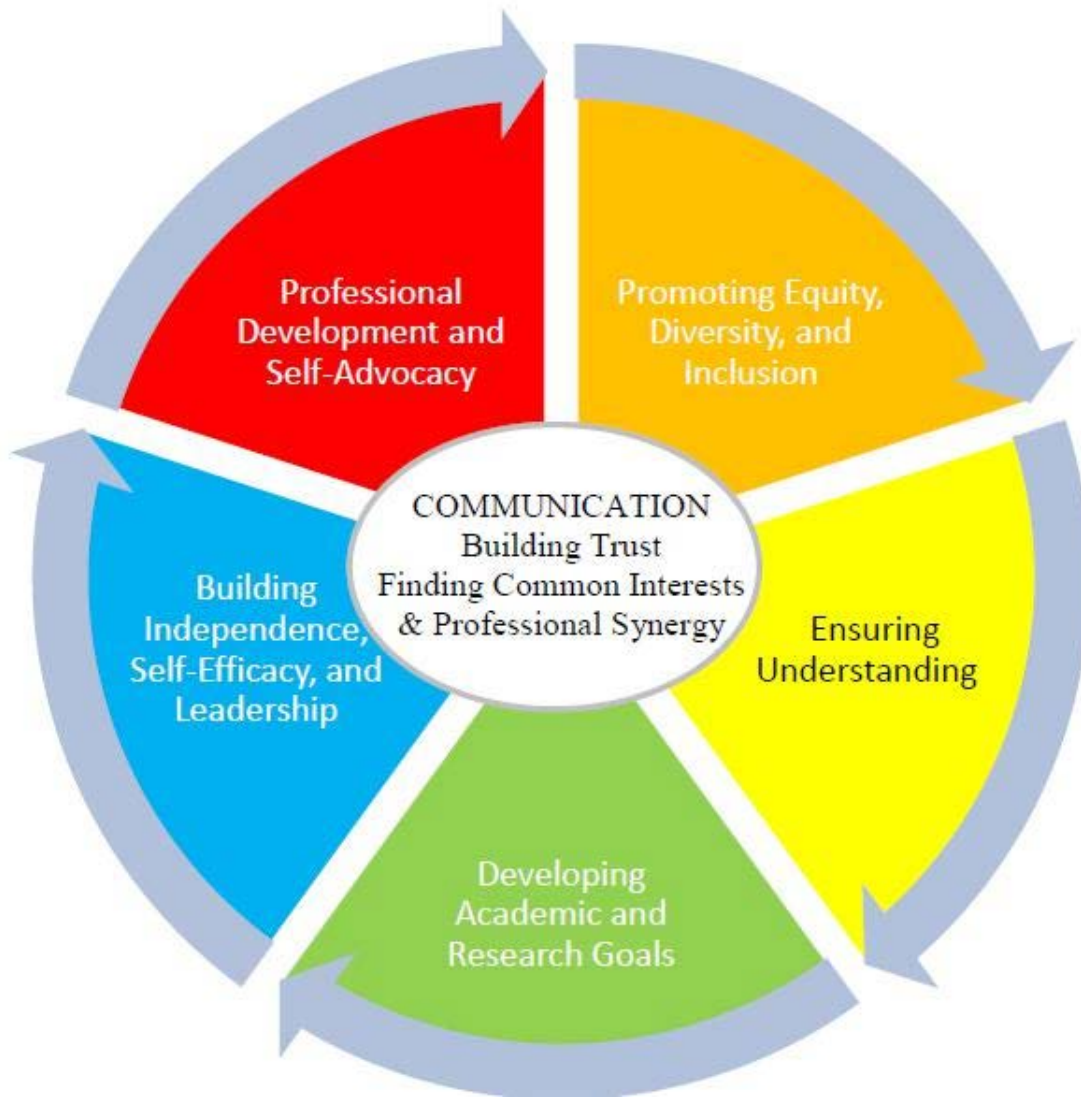 Professional
Development and
Self-Advocacy
Promoting Equity,
Diversity, and
Inclusion
COMMUNICATION
Building Trust
Finding Common Interests
& Professional Synergy
Building
Independence,
Self-Efficacy, and
Leadership
Ensuring
Understanding
Developing
Academic and
Research Goals